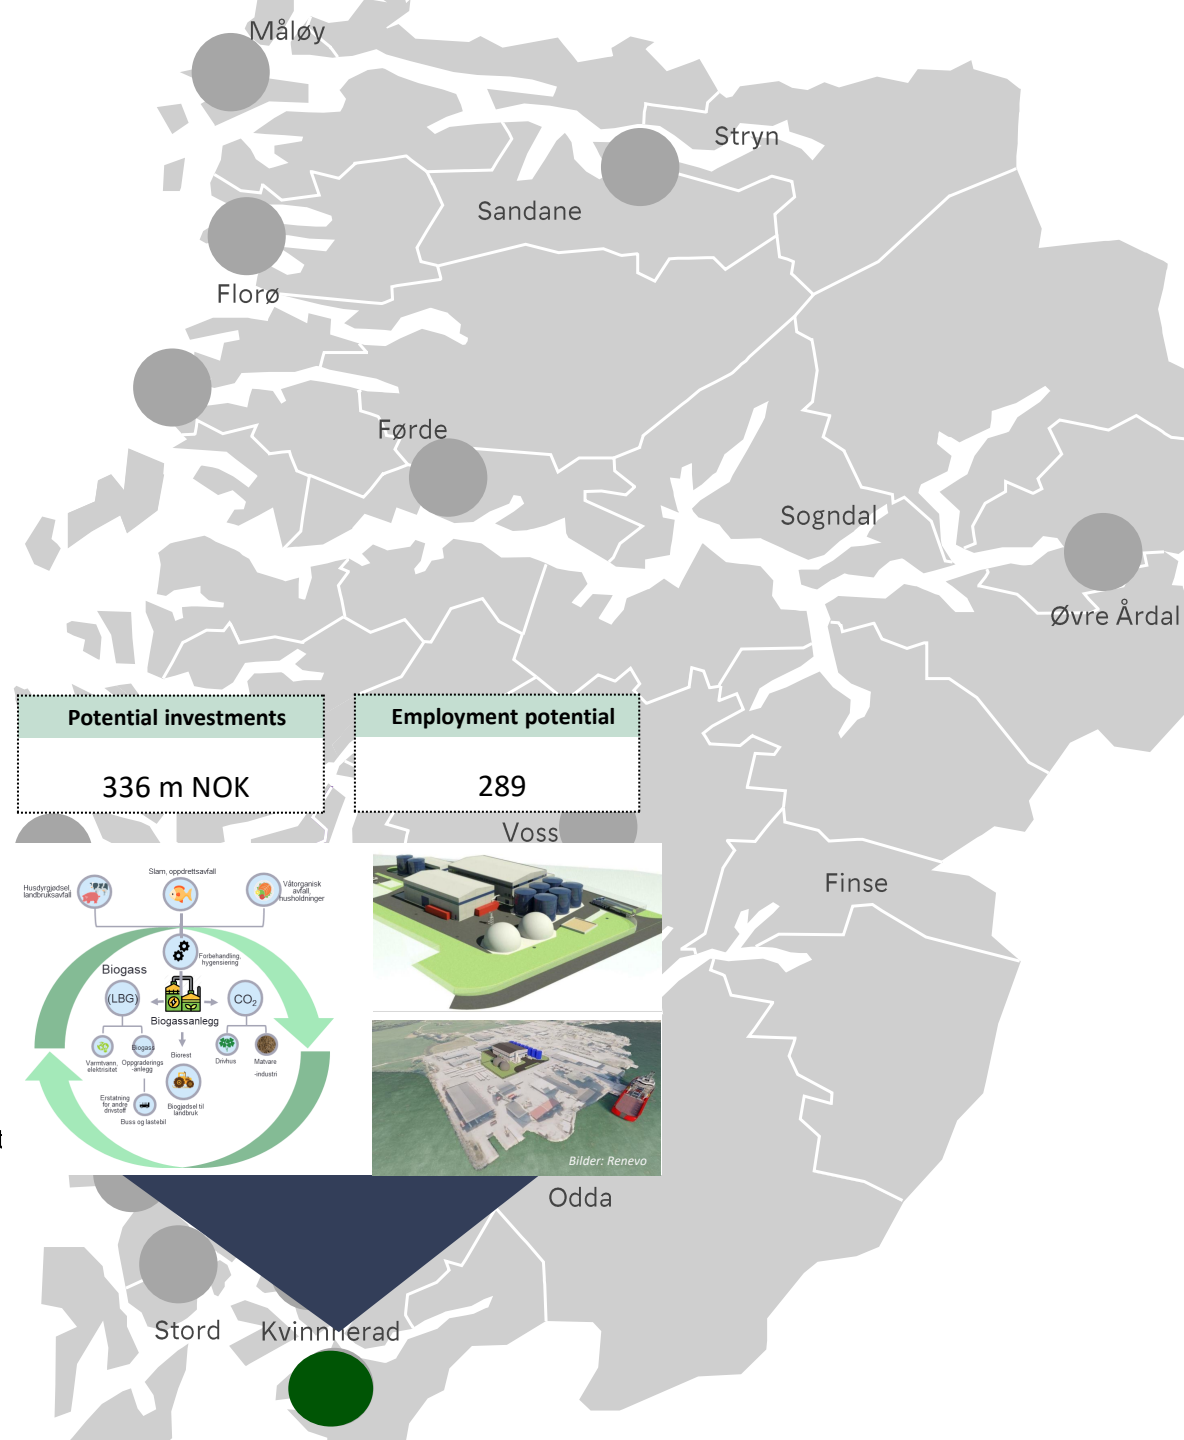 Måløy
Stryn
Sandane
Florø
Førde
Sogndal
Øvre Årdal
Potential investments
336 m NOK
Employment potential
289
Voss
Finse
Husdyrgjødsel,
landbruksavfall
Slam, oppdrettsavfall
Våtorganisk
avfall,
husholdninger
Forbehandling,
hygensiering
Biogass
(LBG)
CO2
Biogassanlegg
Varmtvann,
elektrisitet
Biogass
Oppgraderings
-anlegg
Biorest
Drivhus
Matvare
-industri
Erstatning
for andre
drivstoff
Buss og lastebil
Biogjødsel til
landbruk
Bilder: Renevo
t
Odda
Stord